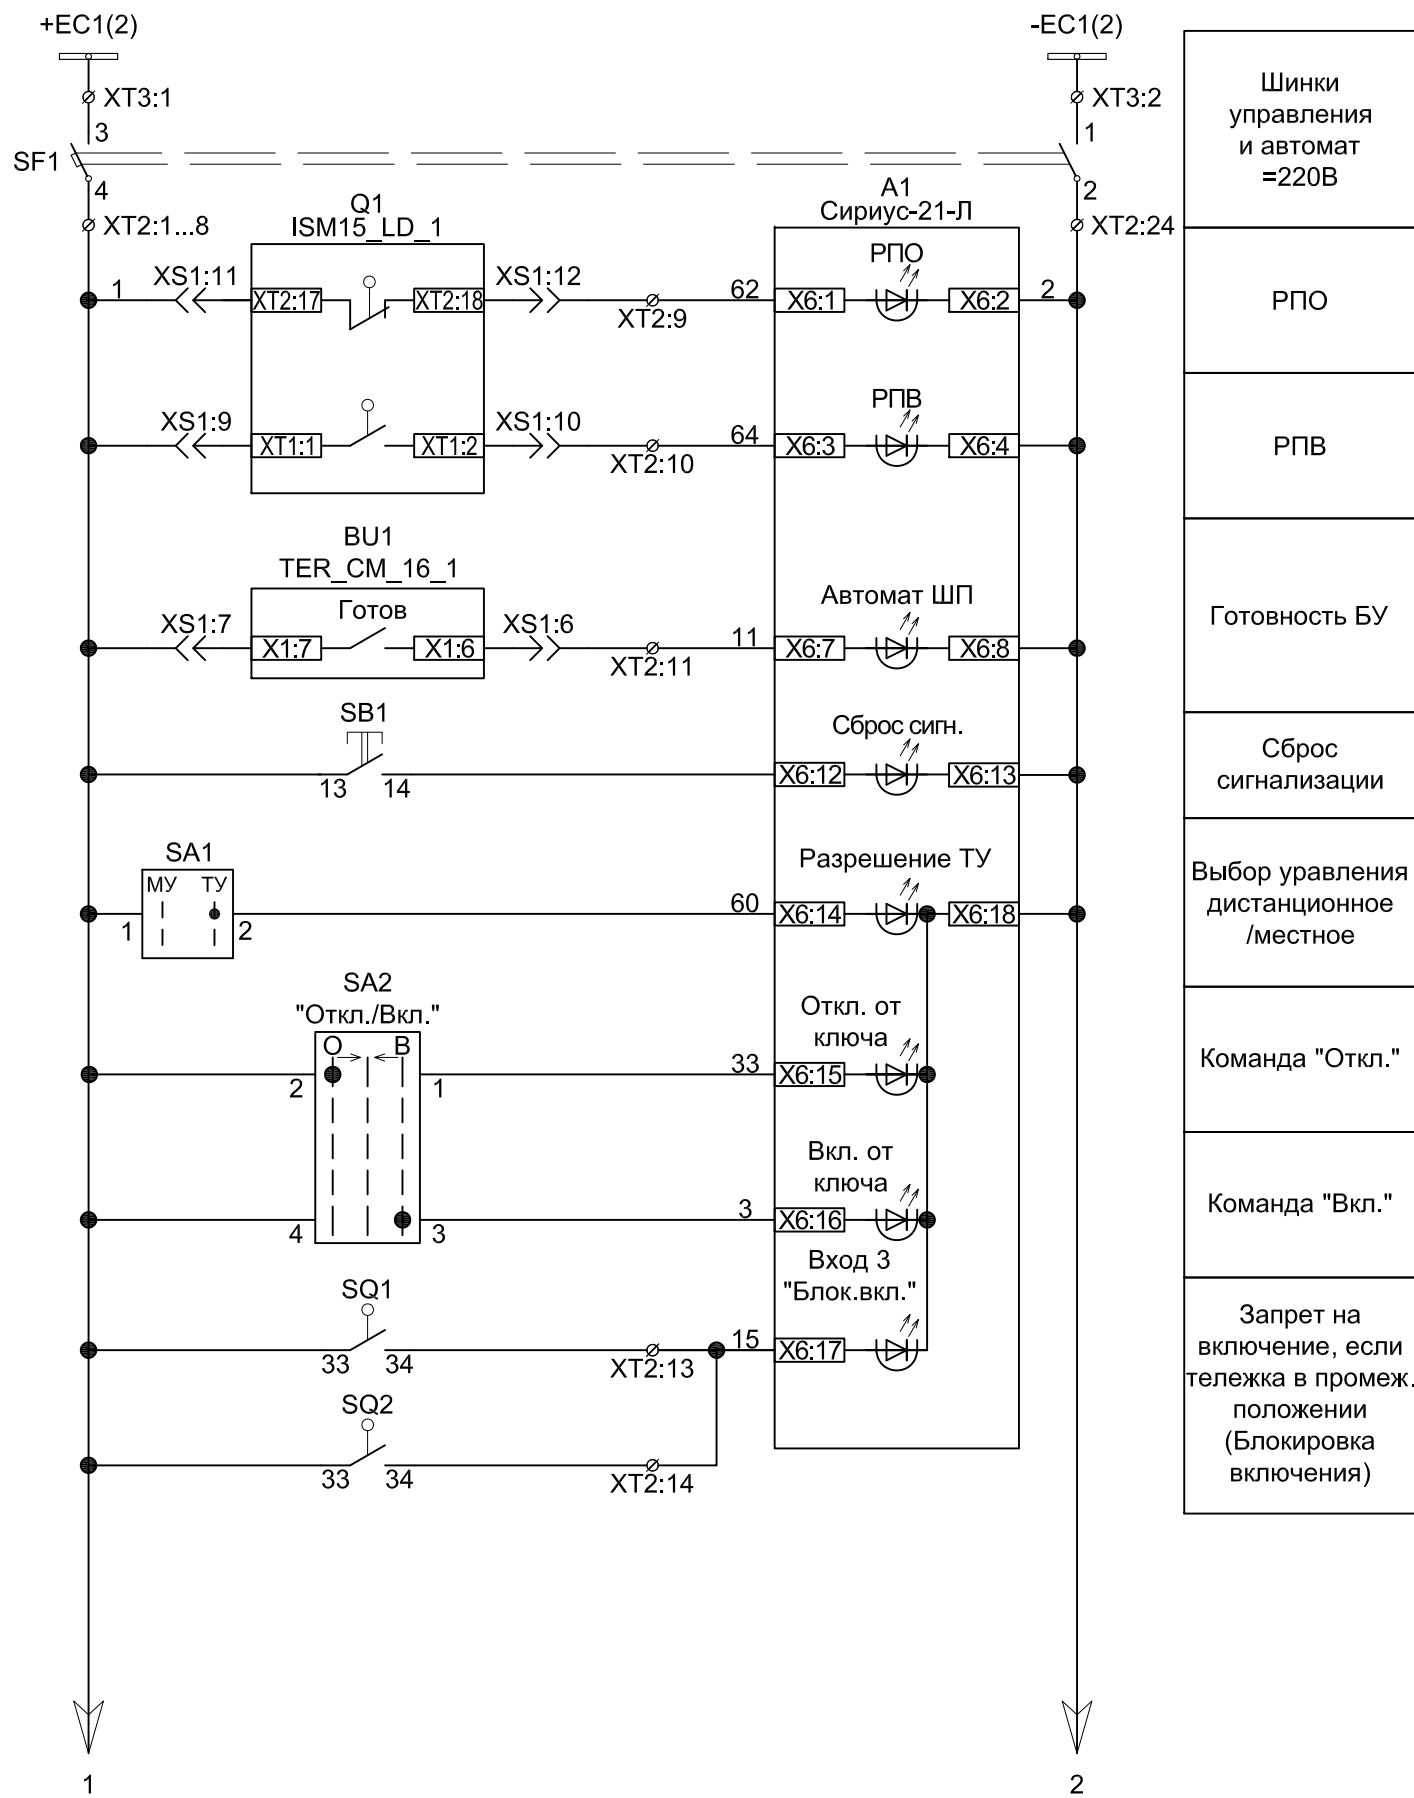 +EC1(2)
-EC1(2)
XT3:1
XT3:2
3
1
SF1
4
2
XT2:1...8
XT2:24
Шинки
управления
и автомат
=220В
Q1
ISM15_LD_1
A1
Сириус-21-Л
РПО
1
XS1:11
XT2:17
XT2:18
XS1:12
XT2:9
62
X6:1
X6:2
2
РПО
РПВ
XS1:9
XT1:1
XT1:2
XS1:10
XT2:10
64
X6:3
X6:4
РПВ
BU1
TER_CM_16_1
Готов
Автомат ШП
XS1:7
X1:7
X1:6
XS1:6
XT2:11
11
X6:7
X6:8
Готовность БУ
SB1
Сброс сигн.
13
14
X6:12
X6:13
Сброс
сигнализации
SA1
МУ
ТУ
Разрешение ТУ
1
2
60
X6:14
X6:18
Выбор уравления
дистанционное
/местное
SA2
"Откл./Вкл."
О
В
Откл. от
ключа
2
1
33
X6:15
Команда "Откл."
Вкл. от
ключа
4
3
3
X6:16
Команда "Вкл."
Вход 3
"Блок.вкл."
SQ1
33
34
XT2:13
15
X6:17
SQ2
33
34
XT2:14
Запрет на
включение, если
тележка в промеж.
положении
(Блокировка
включения)
1
2